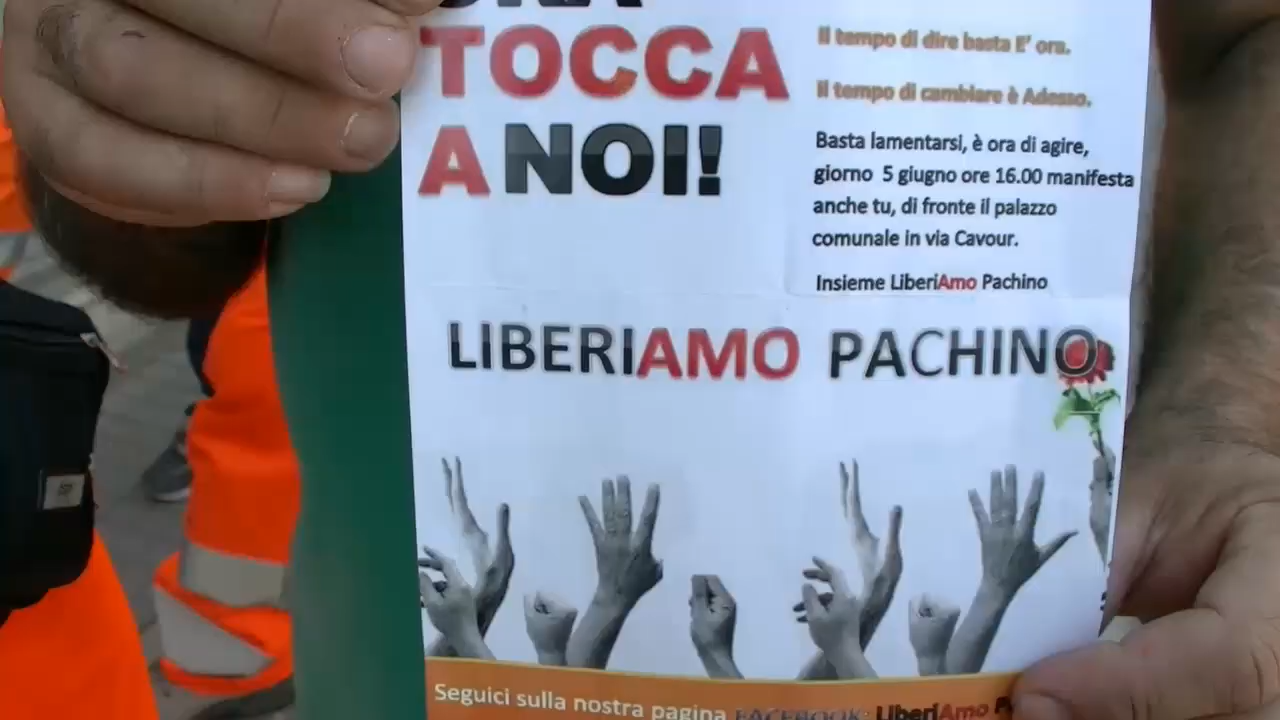 TOCCA
A NOI!
Il tempo di dire basta E' ora.
Il tempo di cambiare è Adesso.
Basta lamentarsi, è ora di agire,
giorno 5 giugno ore 16.00 manifesta
anche tu, di fronte il palazzo
comunale in via Cavour.
Insieme LiberiAmo Pachino
LIBERIAMO PACHINO
Seguici sulla nostra pagina FACEBOOK: LiberiAmo